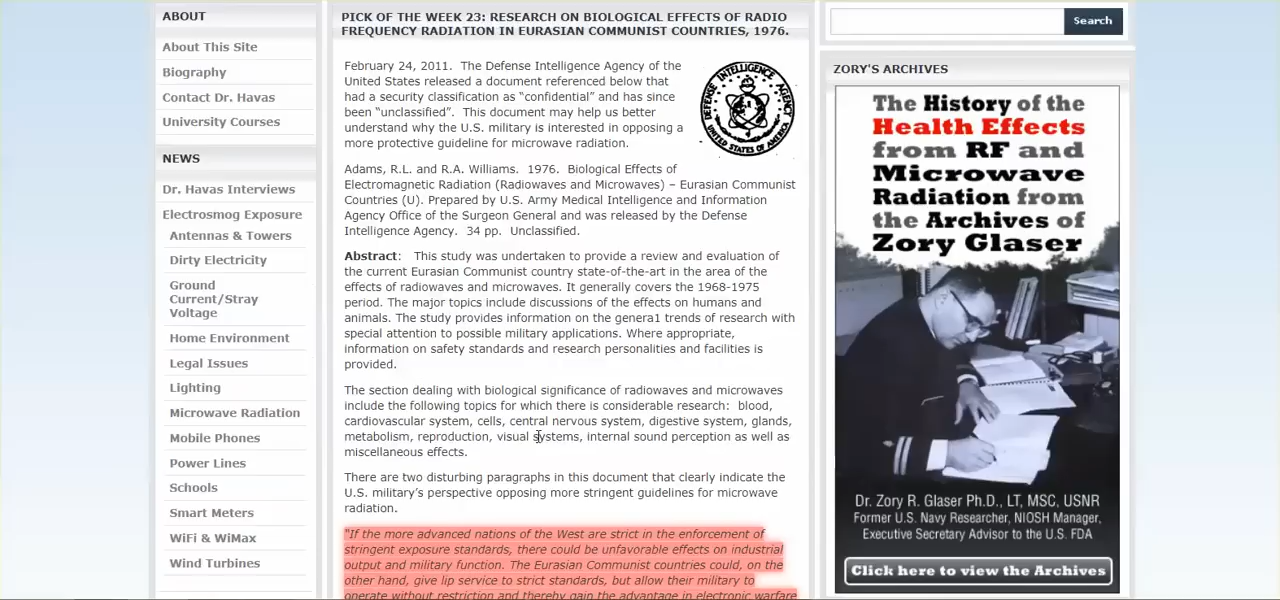 ABOUT
About This Site
Biography
Contact Dr. Havas
University Courses
NEWS
Dr. Havas Interviews
Electrosmog Exposure
Antennas & Towers
Dirty Electricity
Ground
Current/Stray
Voltage
Home Environment
Legal Issues
Lighting
Microwave Radiation
Mobile Phones
Power Lines
Schools
Smart Meters
WiFi & WiMax
Wind Turbines
PICK OF THE WEEK 23: RESEARCH ON BIOLOGICAL EFFECTS OF RADIO
FREQUENCY RADIATION IN EURASIAN COMMUNIST COUNTRIES, 1976.
February 24, 2011. The Defense Intelligence Agency of the
United States released a document referenced below that
had a security classification as “confidential” and has since
been “unclassified”. This document may help us better
understand why the U.S. military is interested in opposing a
more protective guideline for microwave radiation.
DEFENSE INTELLIGENCE AGENCY
UNITED STATES OF AMERICA
Adams, R.L. and R.A. Williams. 1976. Biological Effects of
Electromagnetic Radiation (Radiowaves and Microwaves) – Eurasian Communist
Countries (U). Prepared by U.S. Army Medical Intelligence and Information
Agency Office of the Surgeon General and was released by the Defense
Intelligence Agency. 34 pp. Unclassified.
Abstract: This study was undertaken to provide a review and evaluation of
the current Eurasian Communist country state-of-the-art in the area of the
effects of radiowaves and microwaves. It generally covers the 1968-1975
period. The major topics include discussions of the effects on humans and
animals. The study provides information on the genera1 trends of research with
special attention to possible military applications. Where appropriate,
information on safety standards and research personalities and facilities is
provided.
The section dealing with biological significance of radiowaves and microwaves
include the following topics for which there is considerable research: blood,
cardiovascular system, cells, central nervous system, digestive system, glands,
metabolism, reproduction, visual systems, internal sound perception as well as
miscellaneous effects.
There are two disturbing paragraphs in this document that clearly indicate the
U.S. military’s perspective opposing more stringent guidelines for microwave
radiation.
“If the more advanced nations of the West are strict in the enforcement of
stringent exposure standards, there could be unfavorable effects on industrial
output and military function. The Eurasian Communist countries could, on the
other hand, give lip service to strict standards, but allow their military to
operate without restriction and thereby gain the advantage in electronic warfare
Search
ZORY'S ARCHIVES
The History of the
Health Effects
from RF and
Microwave
Radiation from
the Archives of
Zory Glaser
Dr. Zory R. Glaser Ph.D., LT, MSC, USNR
Former U.S. Navy Researcher, NIOSH Manager,
Executive Secretary Advisor to the U.S. FDA
Click here to view the Archives